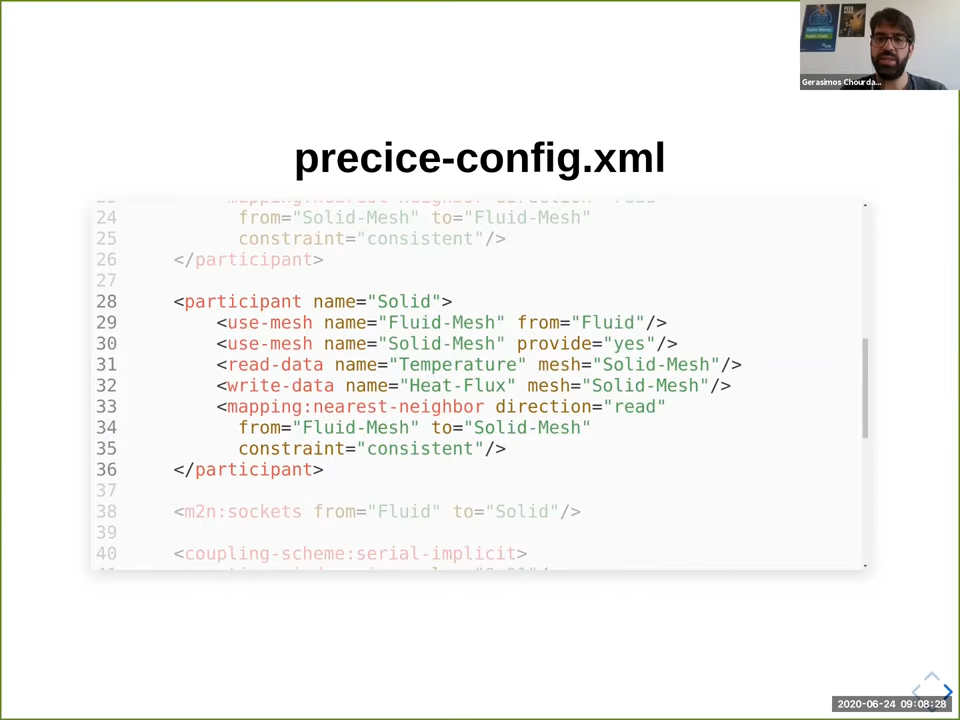 Gerasimos Chourda...
precice-config.xml
24 from="Solid-Mesh" to="Fluid-Mesh"
25 constraint="consistent"/>
26 </participant>
27
28 <participant name="Solid">
29 <use-mesh name="Fluid-Mesh" from="Fluid"/>
30 <use-mesh name="Solid-Mesh" provide="yes"/>
31 <read-data name="Temperature" mesh="Solid-Mesh"/>
32 <write-data name="Heat-Flux" mesh="Solid-Mesh"/>
33 <mapping:nearest-neighbor direction="read"
34 from="Fluid-Mesh" to="Solid-Mesh"
35 constraint="consistent"/>
36 </participant>
37
38 <m2n:sockets from="Fluid" to="Solid"/>
39
40 <coupling-scheme:serial-implicit>
2020-06-24 09:08:28